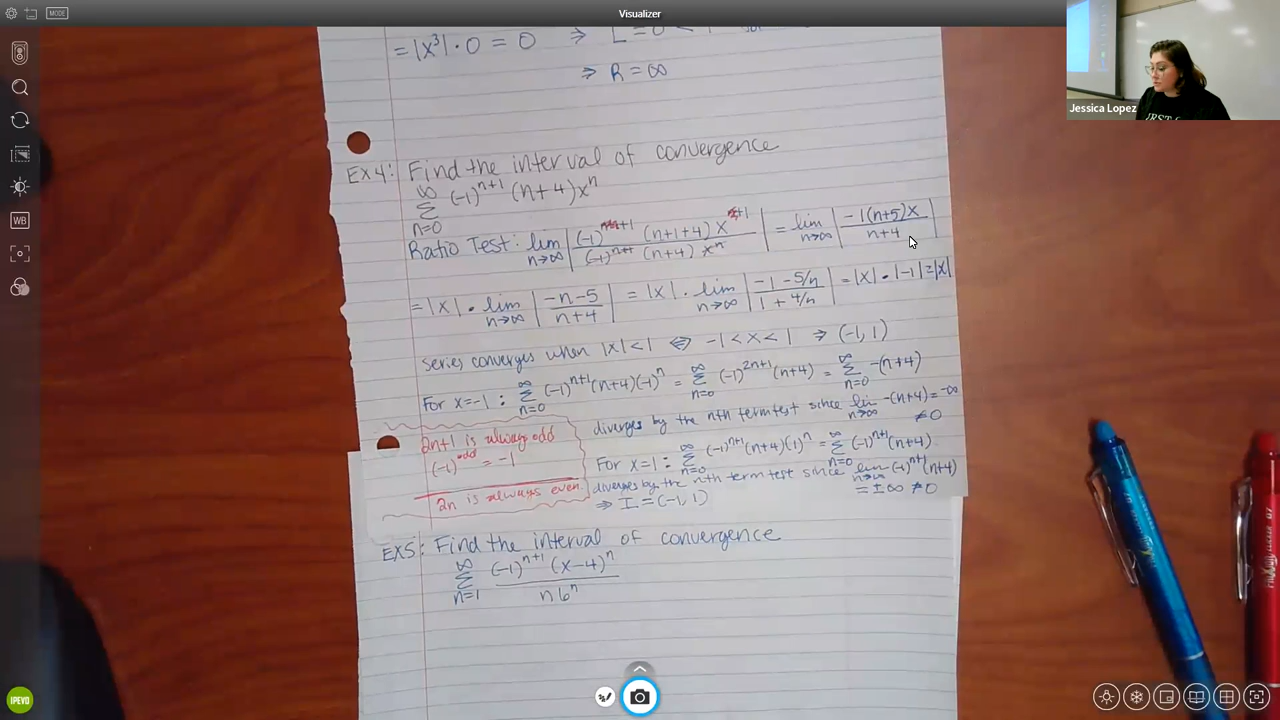 MODE
Visualizer
Jessica Lopez
WB
= |x³| · 0 = 0 ⇒ L = 0 <
⇒ R = ∞
EX4: Find the interval of convergence
∞ Σ n=0 (-1)^{n+1} (n+4) x^n
Ratio Test: lim n→∞ | (-1)^{+1} (n+1+4) x^{n+1} / (-1)^{n+1} (n+4) x^n | = lim n→∞ | -1(n+5)x / n+4 |
= |x| · lim n→∞ | -n-5 / n+4 | = |x| · lim n→∞ | -1 - 5/n / 1 + 4/n | = |x| · |-1| = |x|
series converges when |x| < 1 ⇔ -1 < x < 1 ⇒ (-1, 1)
For x=-1: ∞ Σ n=0 (-1)^{n+1} (n+4)(-1)^n = ∞ Σ n=0 (-1)^{2n+1} (n+4) = ∞ Σ n=0 -(n+4)
diverges by the nth term test since lim n→∞ -(n+4) = -∞ ≠0
2n+1 is always odd
(-1)^{odd} = -1
2n is always even.
For x=1: ∞ Σ n=0 (-1)^{n+1} (n+4)(1)^n = ∞ Σ n=0 (-1)^{n+1} (n+4)
diverges by the nth term test since lim n→∞ (-1)^{n+1} (n+4)
= ±∞ ≠0
⇒ I = (-1, 1)
EX5: Find the interval of convergence
∞ Σ n=1 (-1)^{n+1} (x-4)^n / n 6^n
IPEVO